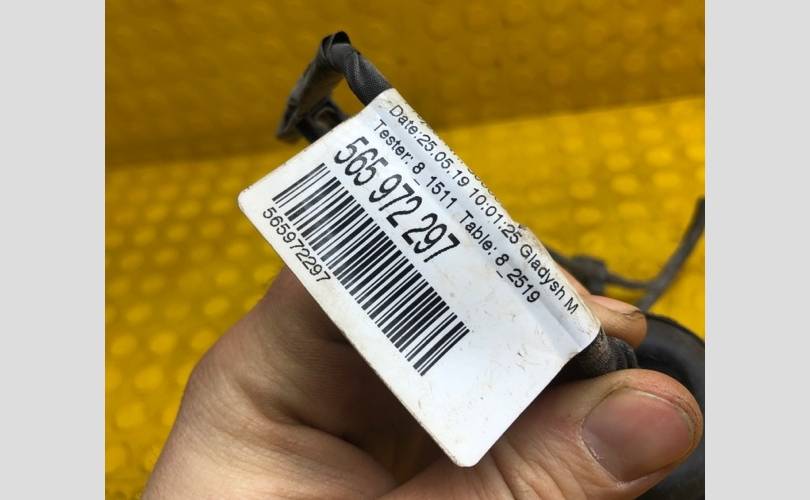 Date:25.05.19 10:01:25 Gladysh M
Tester: 8_1511 Table: 8_2519
565 972 297
565972297